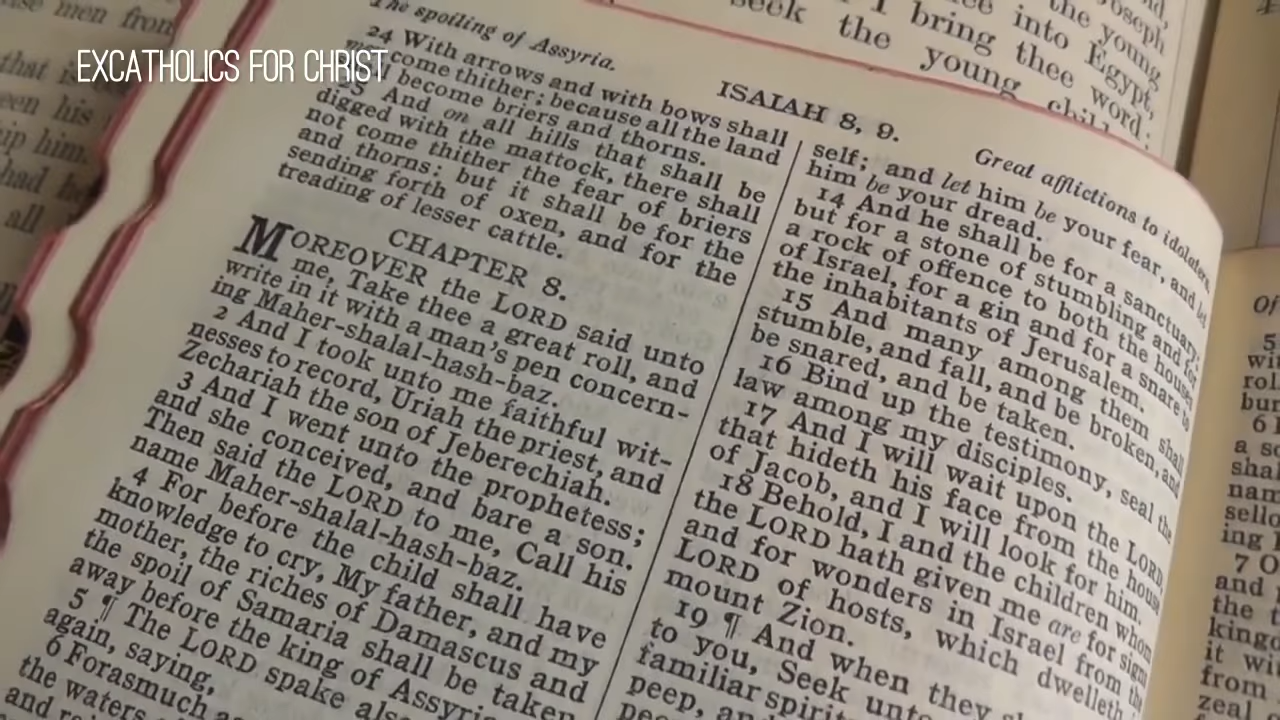 EXCATHOLICS FOR CHRIST
The spoiling of Assyria.
ISAIAH 8, 9.
Great afflictions to idolaters.
24 With arrows and with bows shall
come thither; because all the land
become briers and thorns.
25 And on all hills that shall be
digged with the mattock, there shall
not come thither the fear of briers
and thorns: but it shall be for the
sending forth of oxen, and for the
treading of lesser cattle.
CHAPTER 8.
MOREOVER the LORD said unto
me, Take thee a great roll, and
write in it with a man's pen concern-
ing Maher-shalal-hash-baz.
2 And I took unto me faithful wit-
nesses to record, Uriah the priest, and
Zechariah the son of Jeberechiah.
3 And I went unto the prophetess;
and she conceived, and bare a son.
Then said the LORD to me, Call his
name Maher-shalal-hash-baz.
4 For before the child shall have
knowledge to cry, My father, and my
mother, the riches of Damascus and
the spoil of Samaria shall be taken
away before the king of Assyria
5 ¶ The LORD spake also
again, saying,
6 Forasmuch as
the waters
self; and let him be your fear, and let
him be your dread.
14 And he shall be for a sanctuary;
but for a stone of stumbling and for
a rock of offence to both the houses
of Israel, for a gin and for a snare to
the inhabitants of Jerusalem.
15 And many among them shall
stumble, and fall, and be broken, and
be snared, and be taken.
16 Bind up the testimony, seal the
law among my disciples.
17 And I will wait upon the LORD
that hideth his face from the house
of Jacob, and I will look for him.
18 Behold, I and the children whom
the LORD hath given me are for signs
and for wonders in Israel from the
LORD of hosts, which dwelleth
mount Zion.
19 ¶ And when they
to you, Seek unto
familiar
peep, and
seek
I bring thee word:
the young
into Egypt,
the young